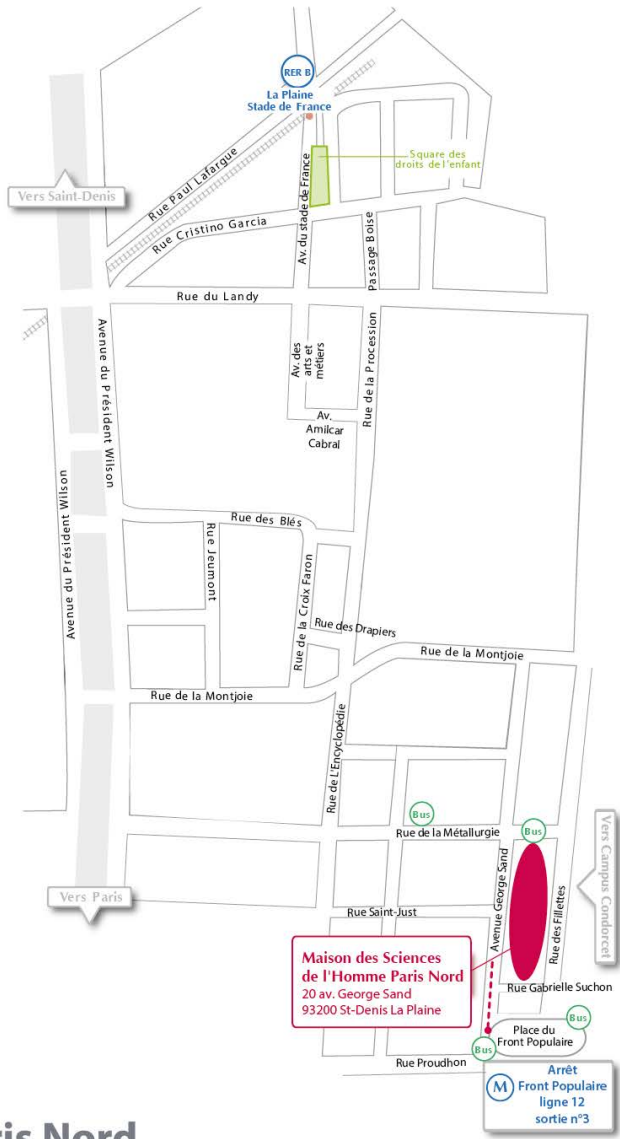 RER B
La Plaine
Stade de France
Square des
droits de l'enfant
Vers Saint-Denis
Rue Paul Lafargue
Rue Cristino Garcia
Av. du stade de France
Passage Boise
Rue du Landy
Avenue du Président Wilson
Av. des
arts et
métiers
Rue de la Procession
Av.
Amilcar
Cabral
Avenue du Président Wilson
Rue des Blés
Rue Jeumont
Rue de la Croix Faron
Rue des Drapiers
Rue de la Montjoie
Rue de la Montjoie
Rue de L'Encyclopédie
Bus
Rue de la Métallurgie
Bus
Vers Campus Condorcet
Vers Paris
Rue Saint-Just
Avenue George Sand
Rue des Fillettes
Maison des Sciences
de l'Homme Paris Nord
20 av. George Sand
93200 St-Denis La Plaine
Rue Gabrielle Suchon
Bus
Place du
Front Populaire
Bus
Rue Proudhon
M
Arrêt
Front Populaire
ligne 12
sortie n°3
ris Nord